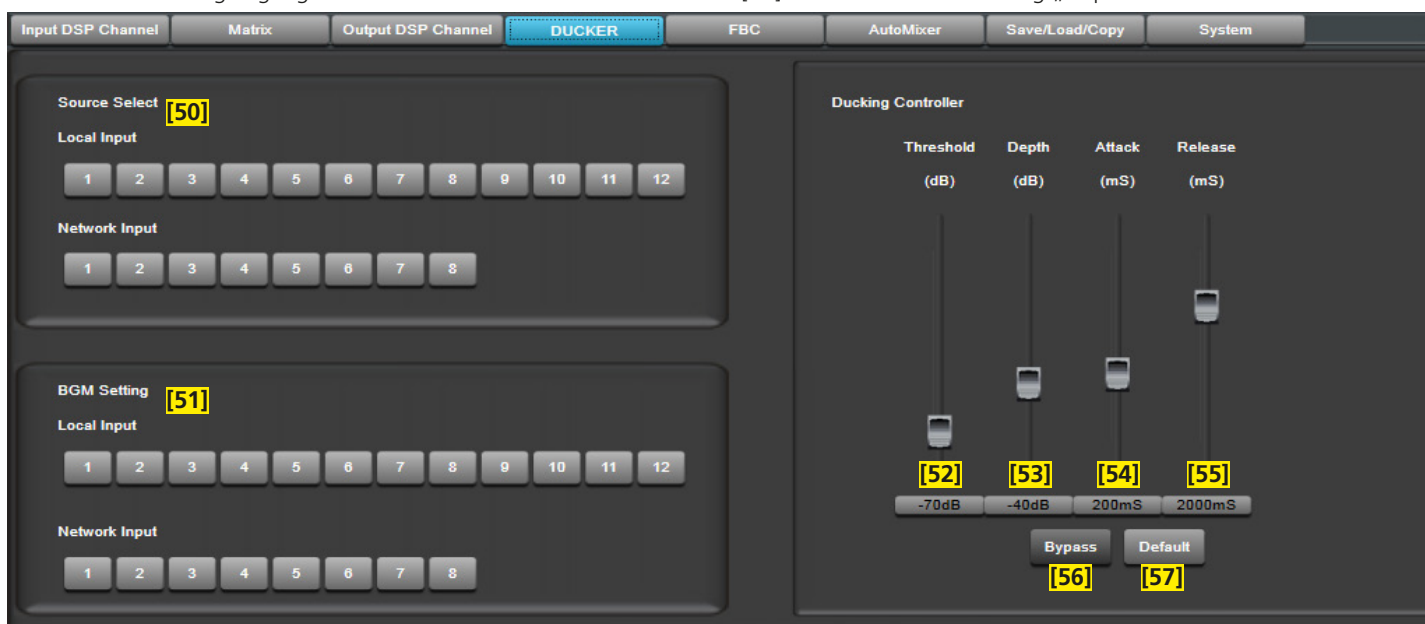 Input DSP Channel Matrix Output DSP Channel DUCKER FBC AutoMixer Save/Load/Copy System
Source Select [50]
Local Input
1 2 3 4 5 6 7 8 9 10 11 12
Network Input
1 2 3 4 5 6 7 8
BGM Setting [51]
Local Input
1 2 3 4 5 6 7 8 9 10 11 12
Network Input
1 2 3 4 5 6 7 8
Ducking Controller
Threshold Depth Attack Release
(dB) (dB) (mS) (mS)
[52] [53] [54] [55]
-70dB -40dB 200mS 2000mS
Bypass Default
[56] [57]